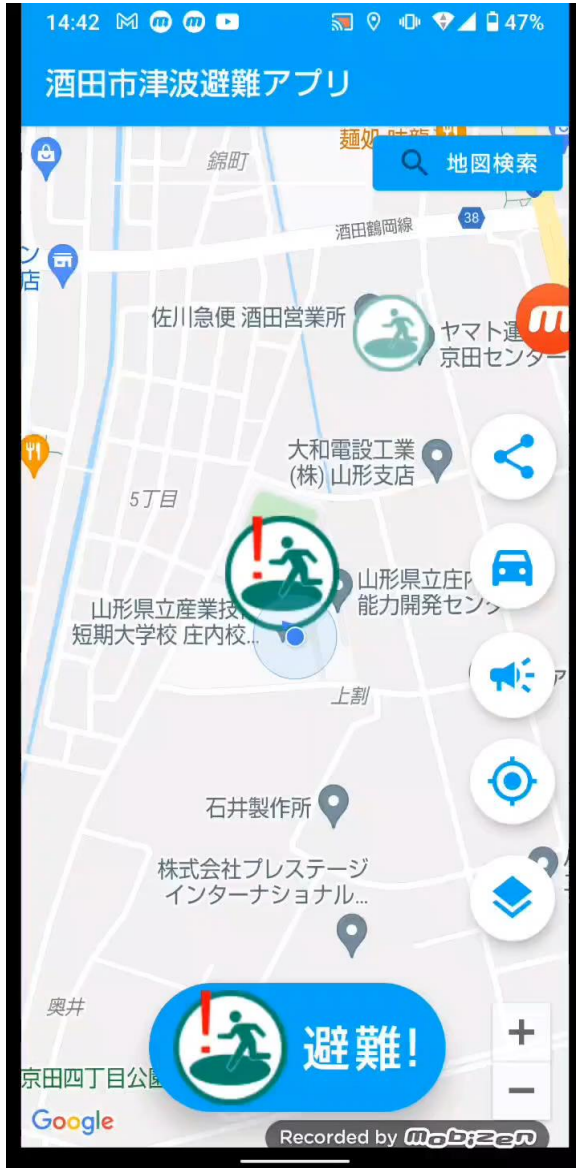 14:42 47%
酒田市津波避難アプリ
錦町
地図検索
38
酒田鶴岡線
店
佐川急便 酒田営業所
ヤマト運
京田センター
大和電設工業
(株) 山形支店
5丁目
!
山形県立庄内
能力開発センタ
山形県立産業技術
短期大学校 庄内校...
上割
石井製作所
株式会社プレステージ
インターナショナル...
奥井
! 避難!
+
京田四丁目公園
−
Google
Recorded by Mobizen